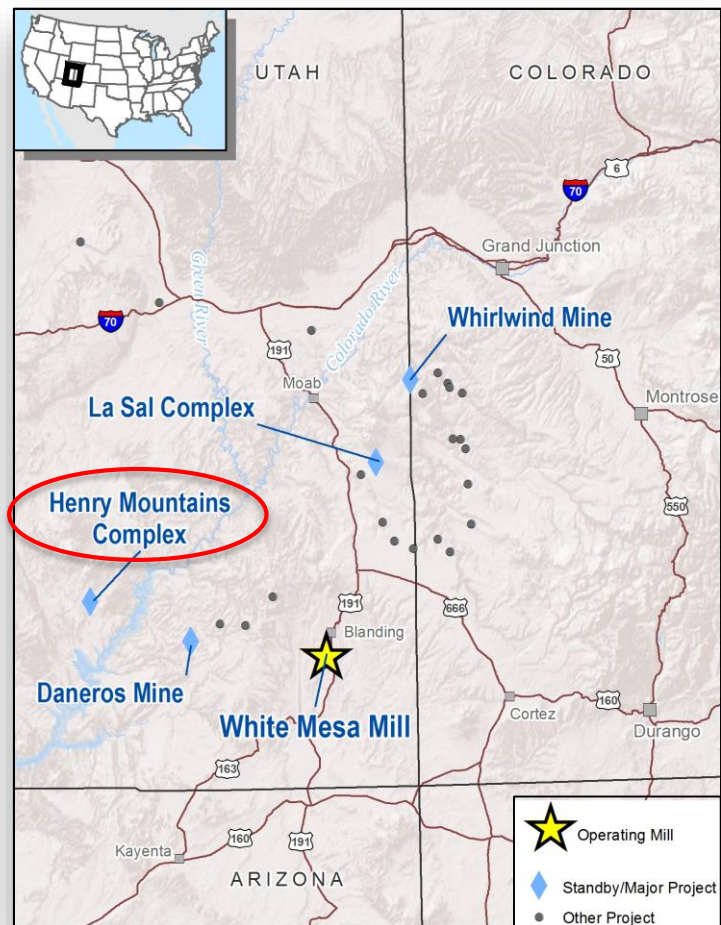 UTAH
COLORADO
6
70
Grand Junction
Green River
Colorado River
Whirlwind Mine
70
191
50
Moab
Montrose
La Sal Complex
Henry Mountains
Complex
550
191
666
Blanding
Daneros Mine
White Mesa Mill
Cortez
160
Durango
163
Kayenta
160
191
ARIZONA
Operating Mill
Standby/Major Project
Other Project